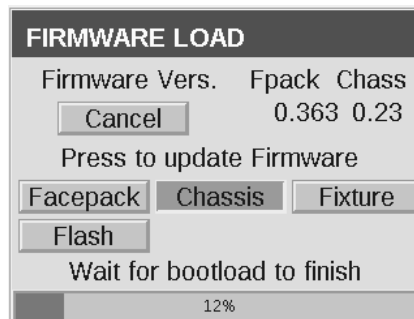 FIRMWARE LOAD
Firmware Vers. Fpack Chass
Cancel 0.363 0.23
Press to update Firmware
Facepack Chassis Fixture
Flash
Wait for bootload to finish
12%